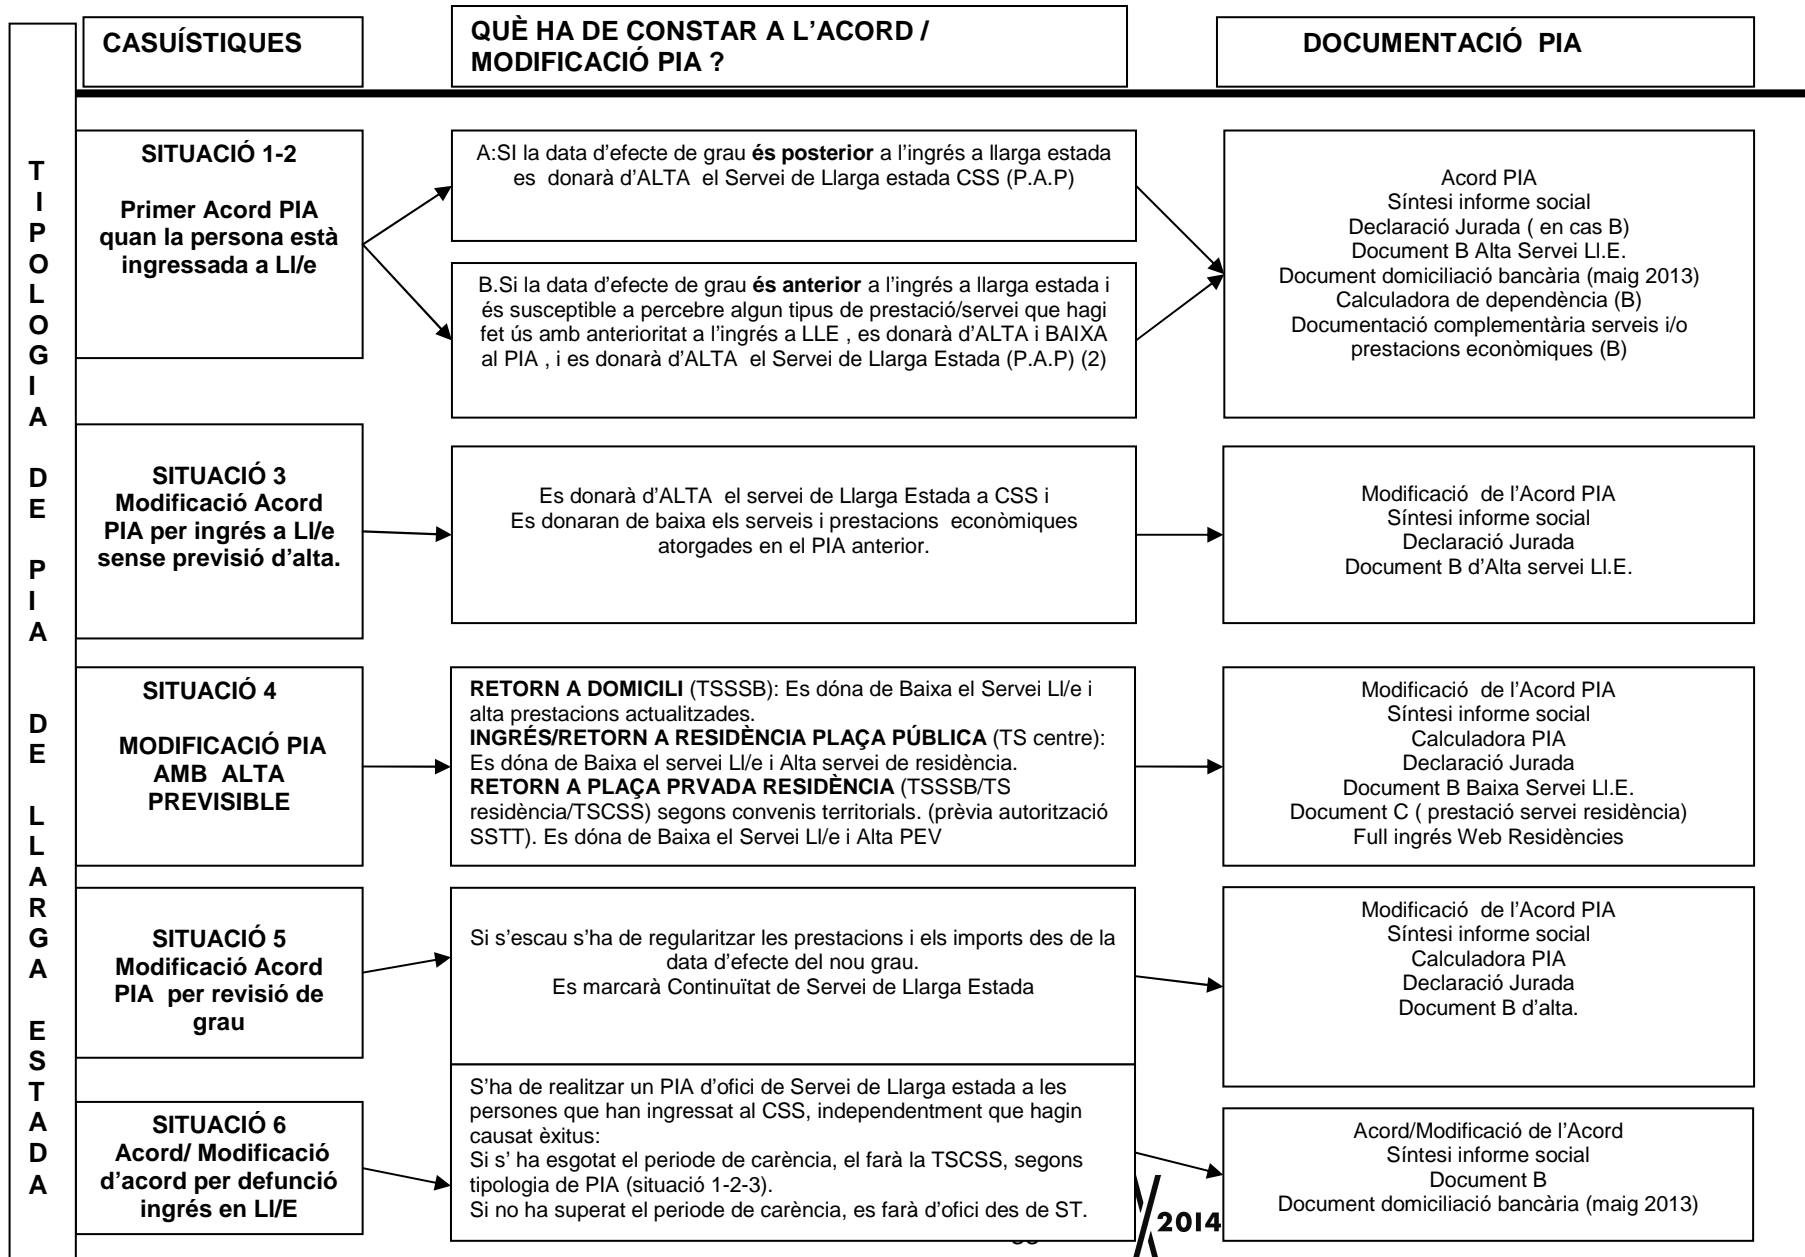 CASUÍSTIQUES
QUÈ HA DE CONSTAR A L'ACORD /
MODIFICACIÓ PIA ?
DOCUMENTACIÓ PIA
TIPOLOGIA DE PIA DE LLARGA ESTADA
SITUACIÓ 1-2
Primer Acord PIA
quan la persona està
ingressada a Ll/e
A:SI la data d'efecte de grau és posterior a l'ingrés a llarga estada
es donarà d'ALTA el Servei de Llarga estada CSS (P.A.P)
B.Si la data d'efecte de grau és anterior a l'ingrés a llarga estada i
és susceptible a percebre algun tipus de prestació/servei que hagi
fet ús amb anterioritat a l'ingrés a LLE , es donarà d'ALTA i BAIXA
al PIA , i es donarà d'ALTA el Servei de Llarga Estada (P.A.P) (2)
Acord PIA
Síntesi informe social
Declaració Jurada ( en cas B)
Document B Alta Servei Ll.E.
Document domiciliació bancària (maig 2013)
Calculadora de dependència (B)
Documentació complementària serveis i/o
prestacions econòmiques (B)
SITUACIÓ 3
Modificació Acord
PIA per ingrés a Ll/e
sense previsió d'alta.
Es donarà d'ALTA el servei de Llarga Estada a CSS i
Es donaran de baixa els serveis i prestacions econòmiques
atorgades en el PIA anterior.
Modificació de l'Acord PIA
Síntesi informe social
Declaració Jurada
Document B d'Alta servei Ll.E.
SITUACIÓ 4
MODIFICACIÓ PIA
AMB ALTA
PREVISIBLE
RETORN A DOMICILI (TSSSB): Es dóna de Baixa el Servei Ll/e i
alta prestacions actualitzades.
INGRÉS/RETORN A RESIDÈNCIA PLAÇA PÚBLICA (TS centre):
Es dóna de Baixa el servei Ll/e i Alta servei de residència.
RETORN A PLAÇA PRVADA RESIDÈNCIA (TSSSB/TS
residència/TSCSS) segons convenis territorials. (prèvia autorització
SSTT). Es dóna de Baixa el Servei Ll/e i Alta PEV
Modificació de l'Acord PIA
Síntesi informe social
Calculadora PIA
Declaració Jurada
Document B Baixa Servei Ll.E.
Document C ( prestació servei residència)
Full ingrés Web Residències
SITUACIÓ 5
Modificació Acord
PIA per revisió de
grau
Si s'escau s'ha de regularitzar les prestacions i els imports des de la
data d'efecte del nou grau.
Es marcarà Continuïtat de Servei de Llarga Estada
Modificació de l'Acord PIA
Síntesi informe social
Calculadora PIA
Declaració Jurada
Document B d'alta.
SITUACIÓ 6
Acord/ Modificació
d'acord per defunció
ingrés en Ll/E
S'ha de realitzar un PIA d'ofici de Servei de Llarga estada a les
persones que han ingressat al CSS, independentment que hagin
causat èxitus:
Si s' ha esgotat el periode de carència, el farà la TSCSS, segons
tipologia de PIA (situació 1-2-3).
Si no ha superat el periode de carència, es farà d'ofici des de ST.
Acord/Modificació de l'Acord
Síntesi informe social
Document B
Document domiciliació bancària (maig 2013)
2014